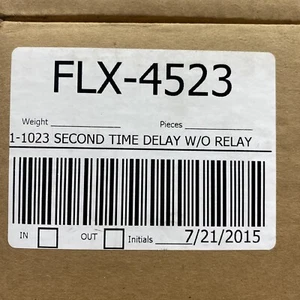 FLX-4523
Weight Pieces
1-1023 SECOND TIME DELAY W/O RELAY
IN OUT Initials 7/21/2015